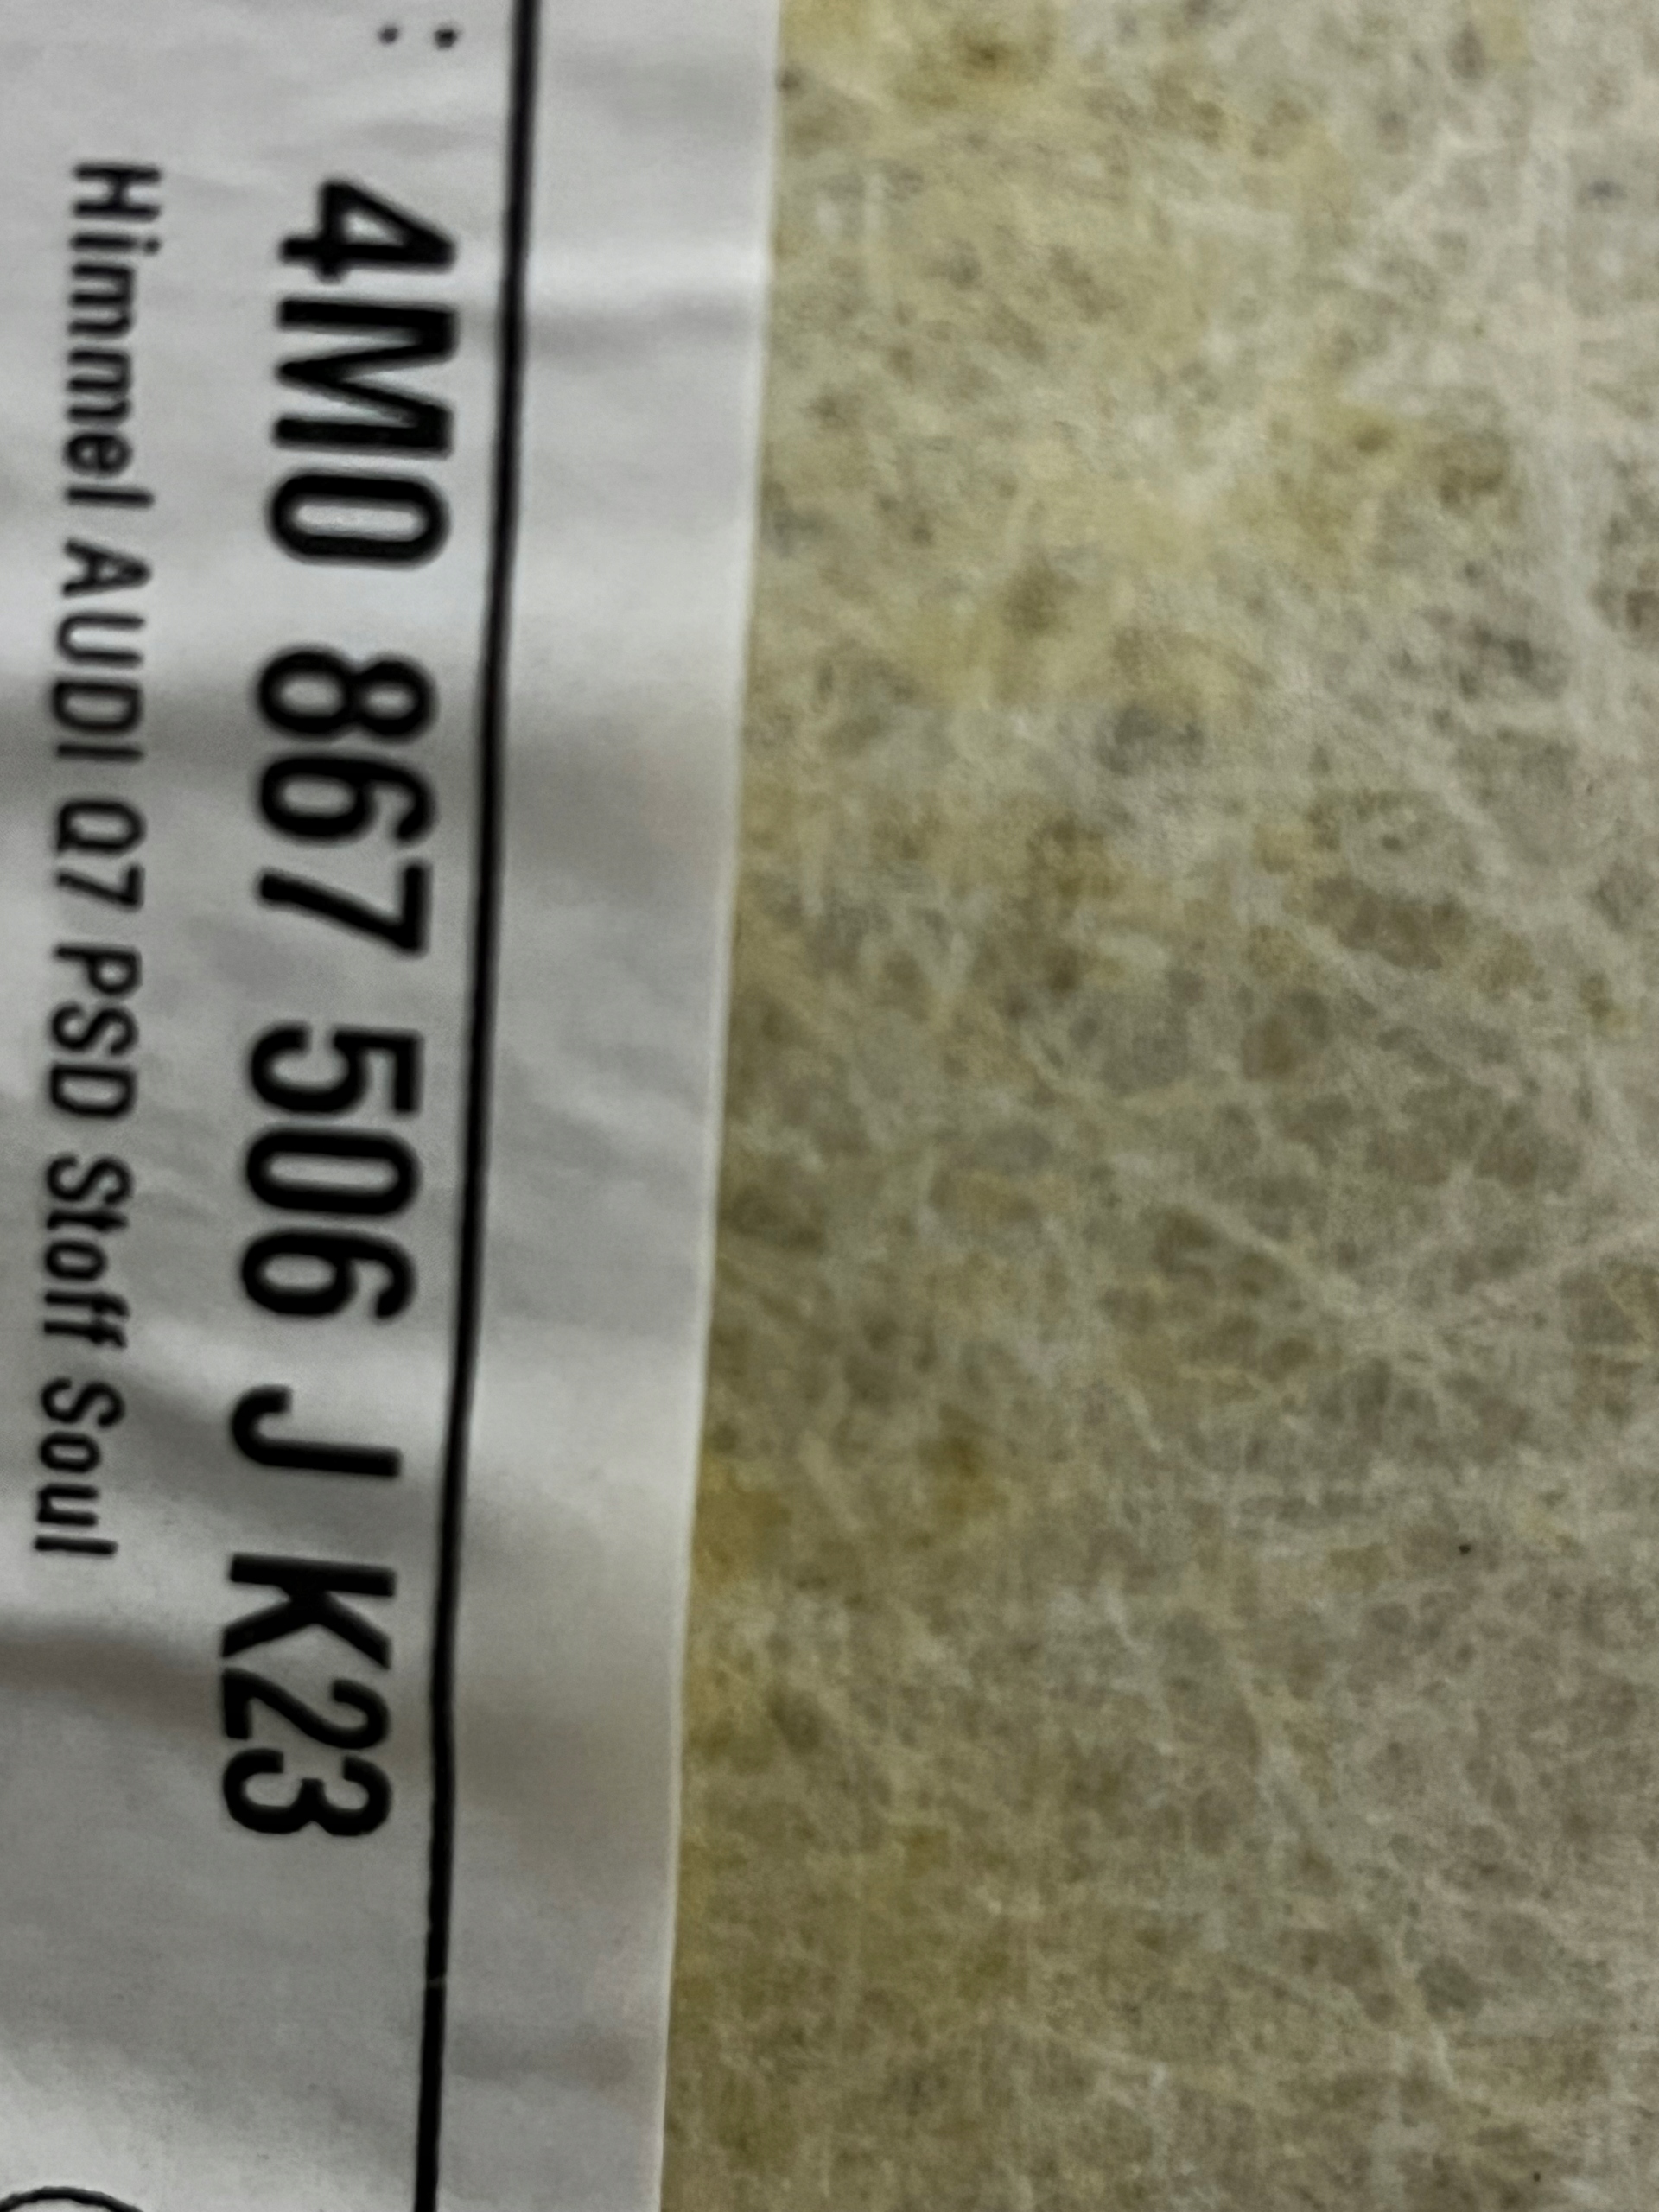 : 4M0 867 506 J K23
Himmel AUDI Q7 PSD Stoff Soul